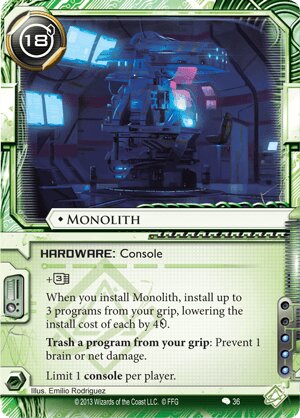 18
• MONOLITH
HARDWARE: Console
+3
When you install Monolith, install up to
3 programs from your grip, lowering the
install cost of each by 4.
Trash a program from your grip: Prevent 1
brain or net damage.
Limit 1 console per player.
Illus. Emilio Rodriguez
© 2013 Wizards of the Coast LLC. © FFG 36